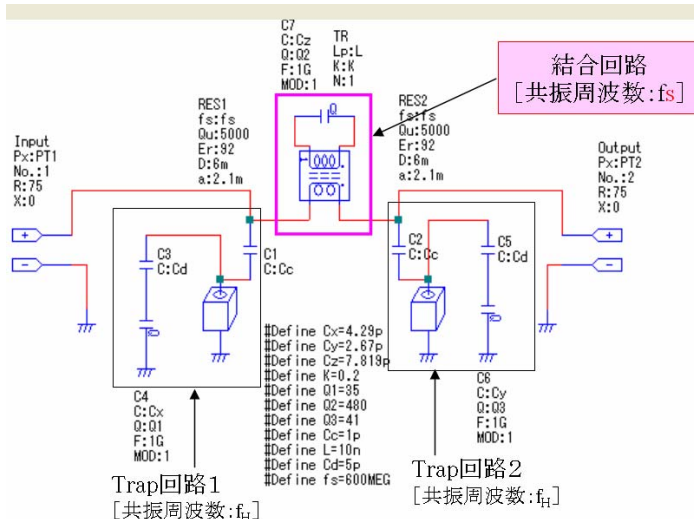 C7
C:Cz
Q:Q2
F:1G
MOD:1
TR
Lp:L
K:K
N:1
結合回路
[共振周波数:fs]
RES1
fs:fs
Qu:5000
Er:92
D:6m
a:2.1m
RES2
fs:fs
Qu:5000
Er:92
D:6m
a:2.1m
Input
Px:PT1
No.:1
R:75
X:0
Output
Px:PT2
No.:2
R:75
X:0
C3
C:Cd
C1
C:Cc
C2
C:Cc
C5
C:Cd
C4
C:Cx
Q:Q1
F:1G
MOD:1
#Define Cx=4.29p
#Define Cy=2.67p
#Define Cz=7.819p
#Define K=0.2
#Define Q1=35
#Define Q2=480
#Define Q3=41
#Define Cc=1p
#Define L=10n
#Define Cd=5p
#Define fs=600MEG
C6
C:Cy
Q:Q3
F:1G
MOD:1
Trap回路1
[共振周波数:fH]
Trap回路2
[共振周波数:fH]